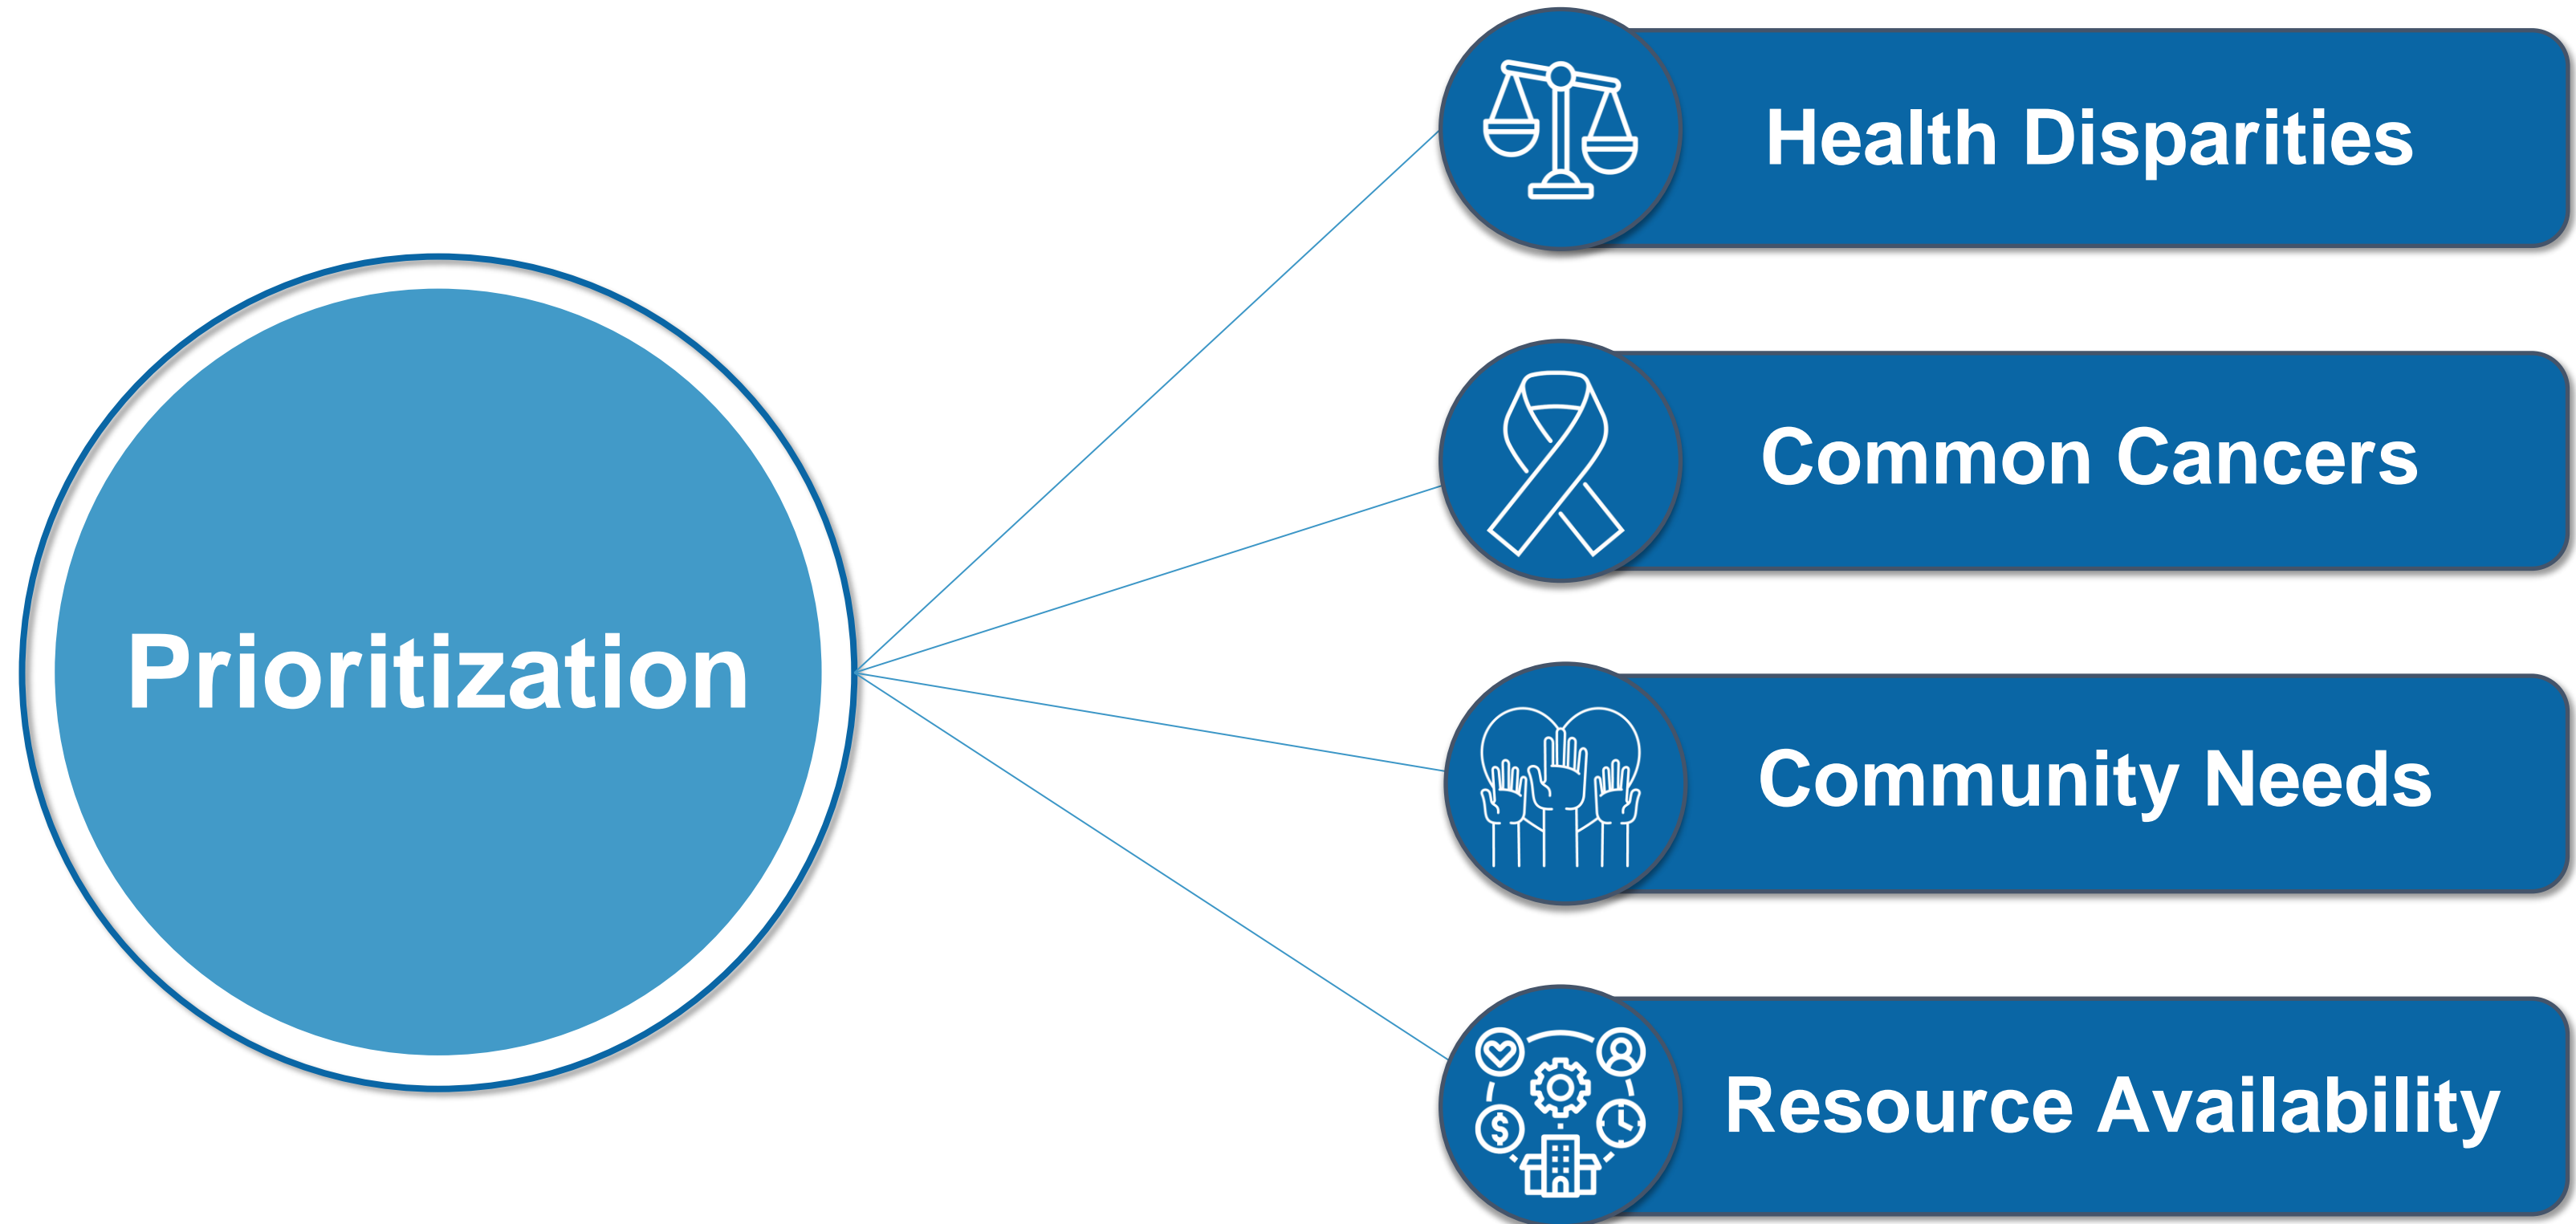 Health Disparities
Common Cancers
Prioritization
Community Needs
Resource Availability
$